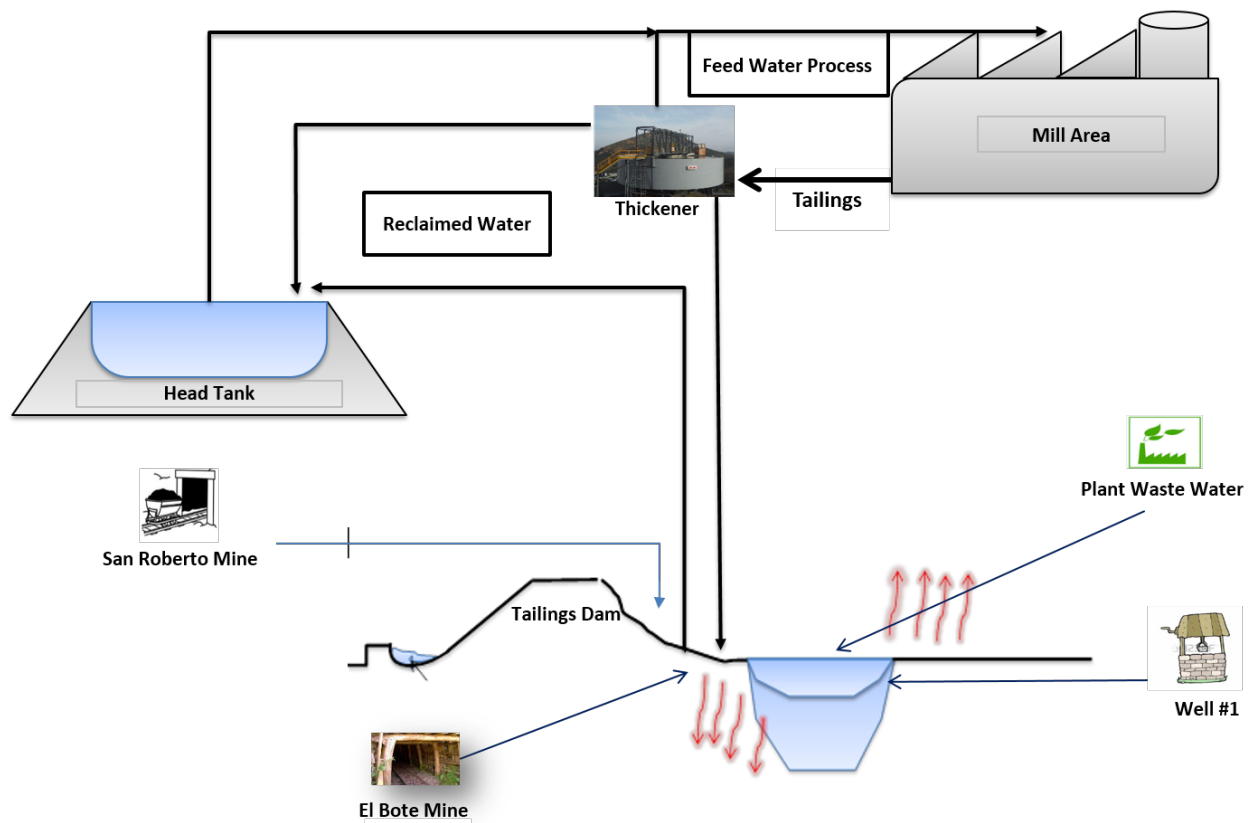 Feed Water Process
Mill Area
Thickener
Tailings
Reclaimed Water
Head Tank
Plant Waste Water
San Roberto Mine
Tailings Dam
Well #1
El Bote Mine